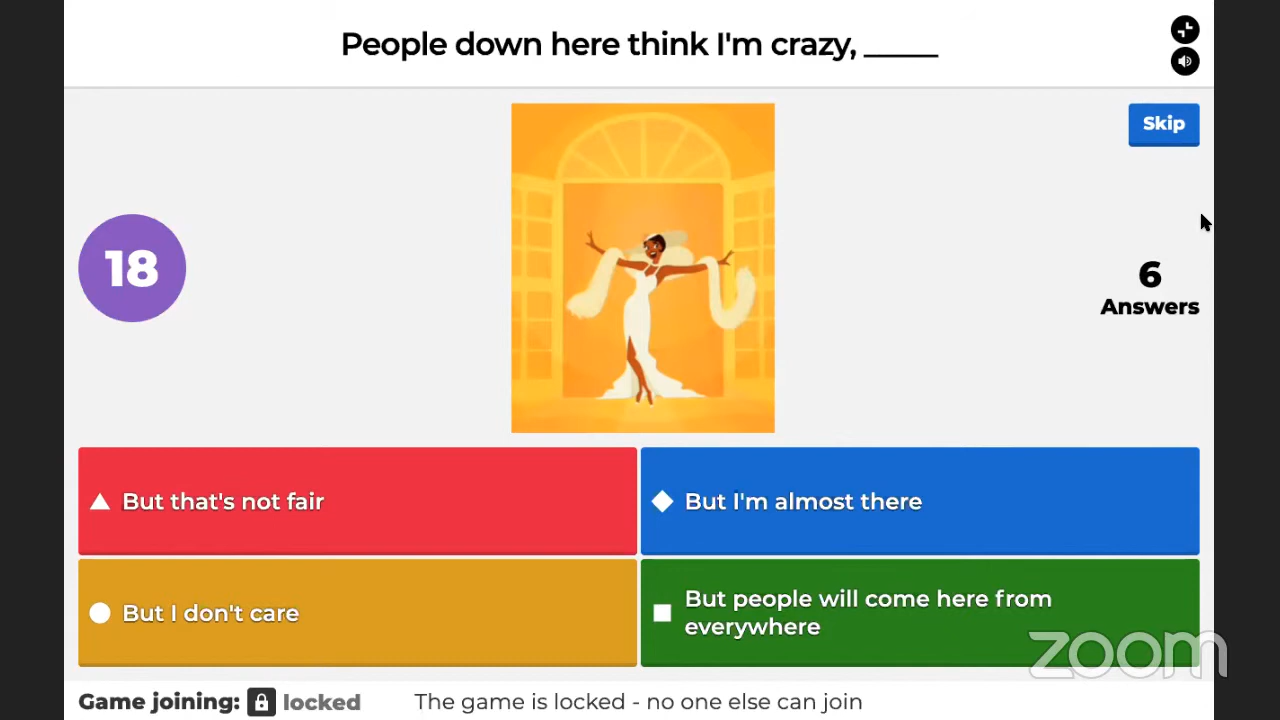 People down here think I'm crazy, _____
Skip
18
6
Answers
But that's not fair
But I'm almost there
But I don't care
But people will come here from
everywhere
zoom
Game joining: locked The game is locked - no one else can join